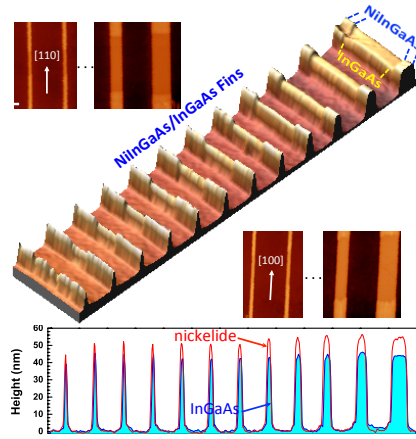 [110]
...
NiInGaAs
InGaAs
NiInGaAs/InGaAs Fins
[100]
...
60
50
40
30
20
10
0
Height (nm)
nickelide
InGaAs